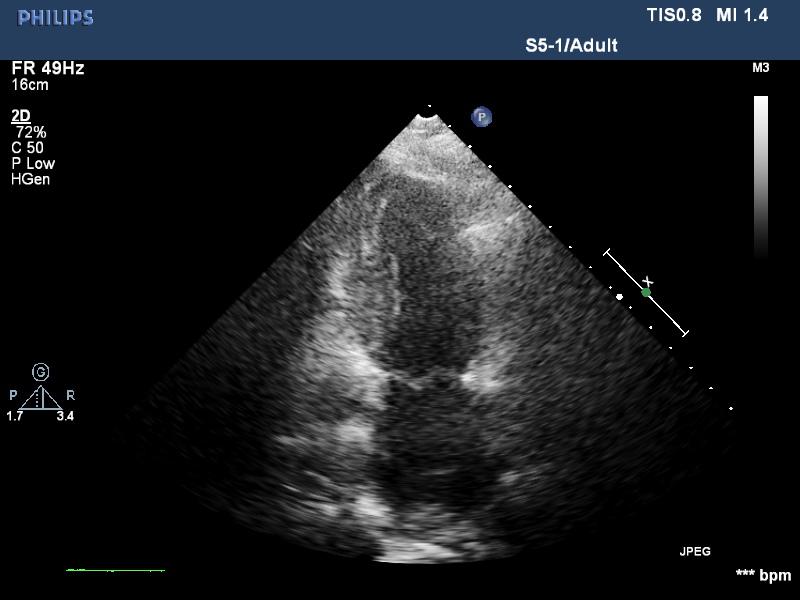 PHILIPS
TIS0.8 MI 1.4
S5-1/Adult
FR 49Hz
16cm
M3
2D
72%
C 50
P Low
HGen
P
G
P R
1.7 3.4
JPEG
*** bpm